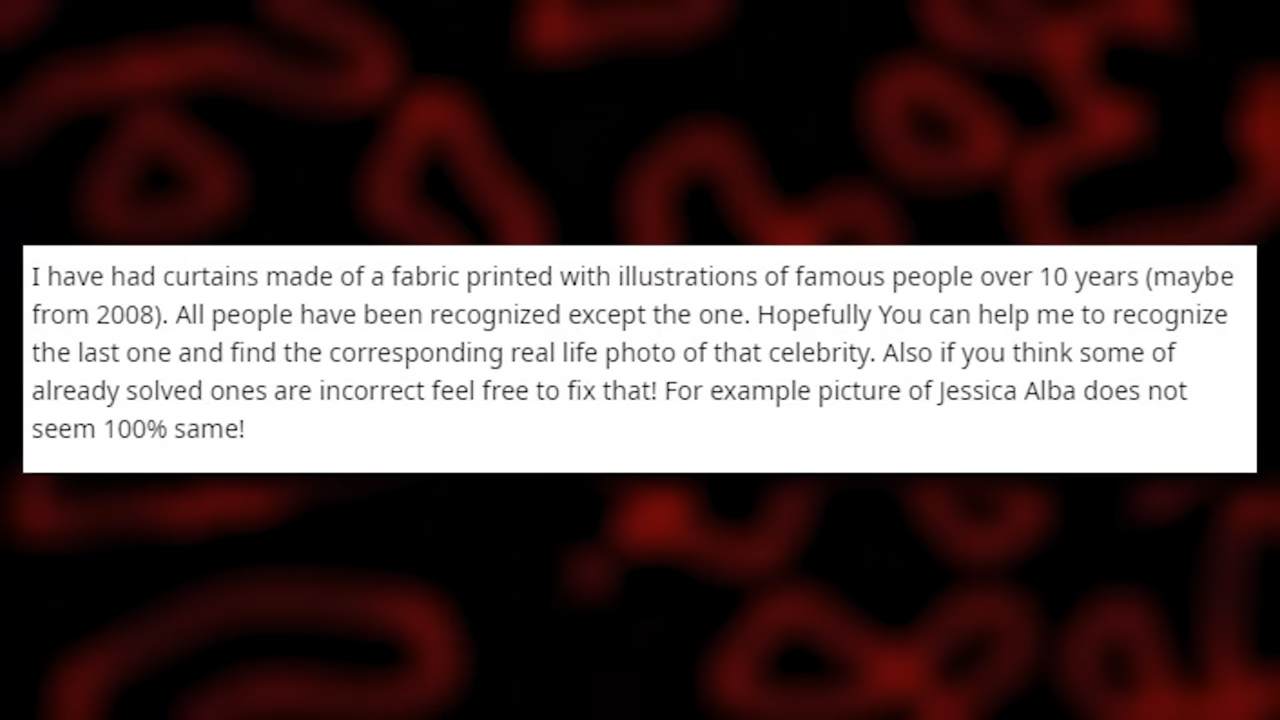 I have had curtains made of a fabric printed with illustrations of famous people over 10 years (maybe
from 2008). All people have been recognized except the one. Hopefully You can help me to recognize
the last one and find the corresponding real life photo of that celebrity. Also if you think some of
already solved ones are incorrect feel free to fix that! For example picture of Jessica Alba does not
seem 100% same!